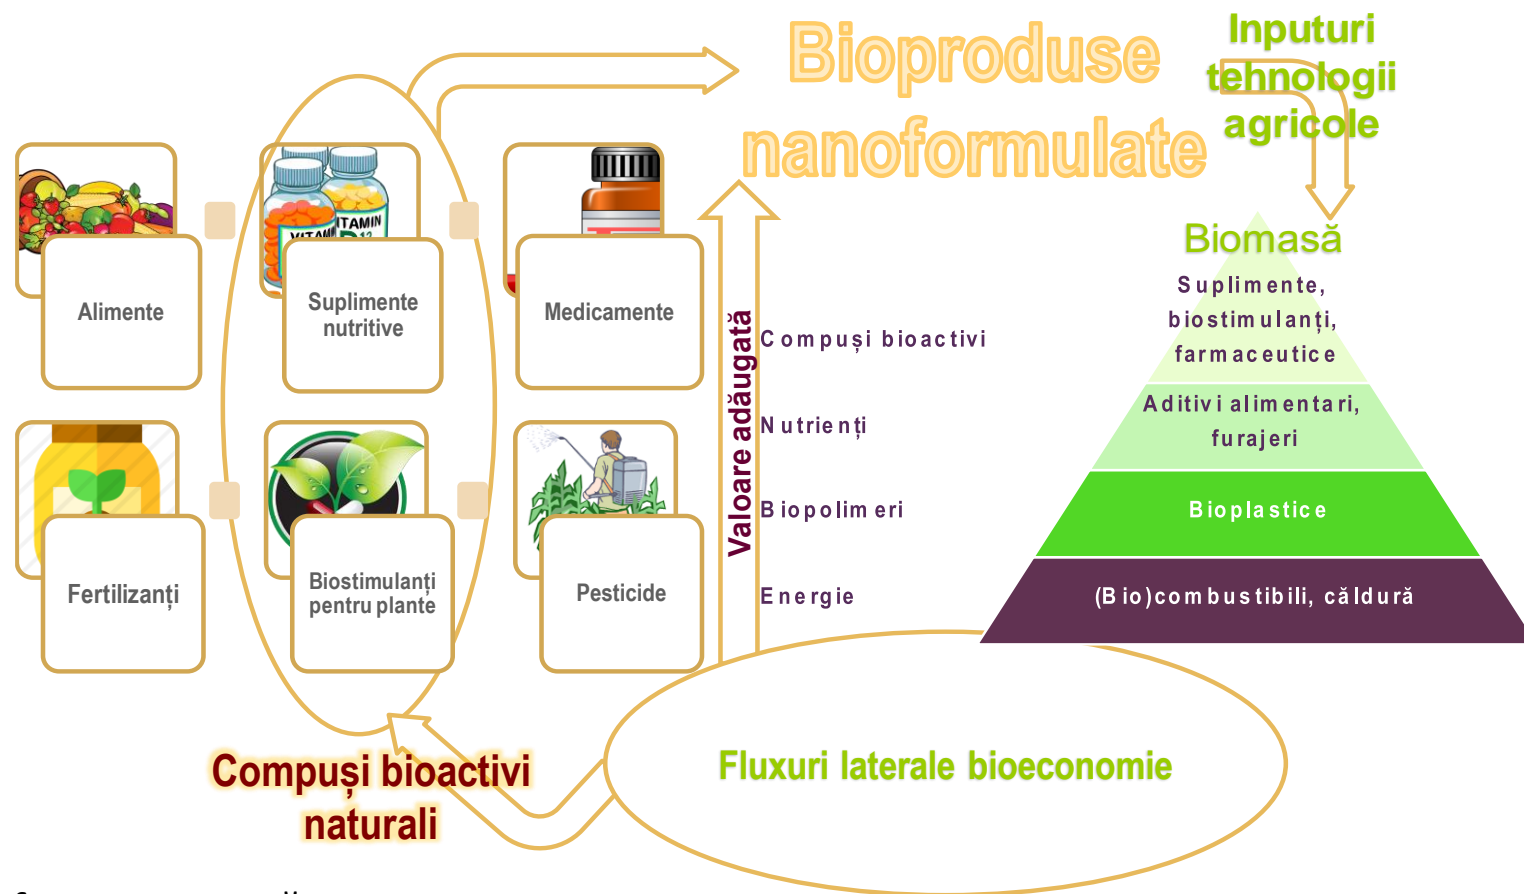 Bioproduse
nanoformulate
Inputuri
tehnologii
agricole
VITAMIN
Alimente
Suplimente
nutritive
Medicamente
Fertilizanți
Biostimulanți
pentru plante
Pesticide
Valoare adăugată
Compuși bioactivi
Nutrienți
Biopolimeri
Energie
Biomasă
Suplimente,
biostimulanți,
farmaceutice
Aditivi alimentari,
furajeri
Bioplastice
(Bio)combustibili, căldură
Compuși bioactivi
naturali
Fluxuri laterale bioeconomie